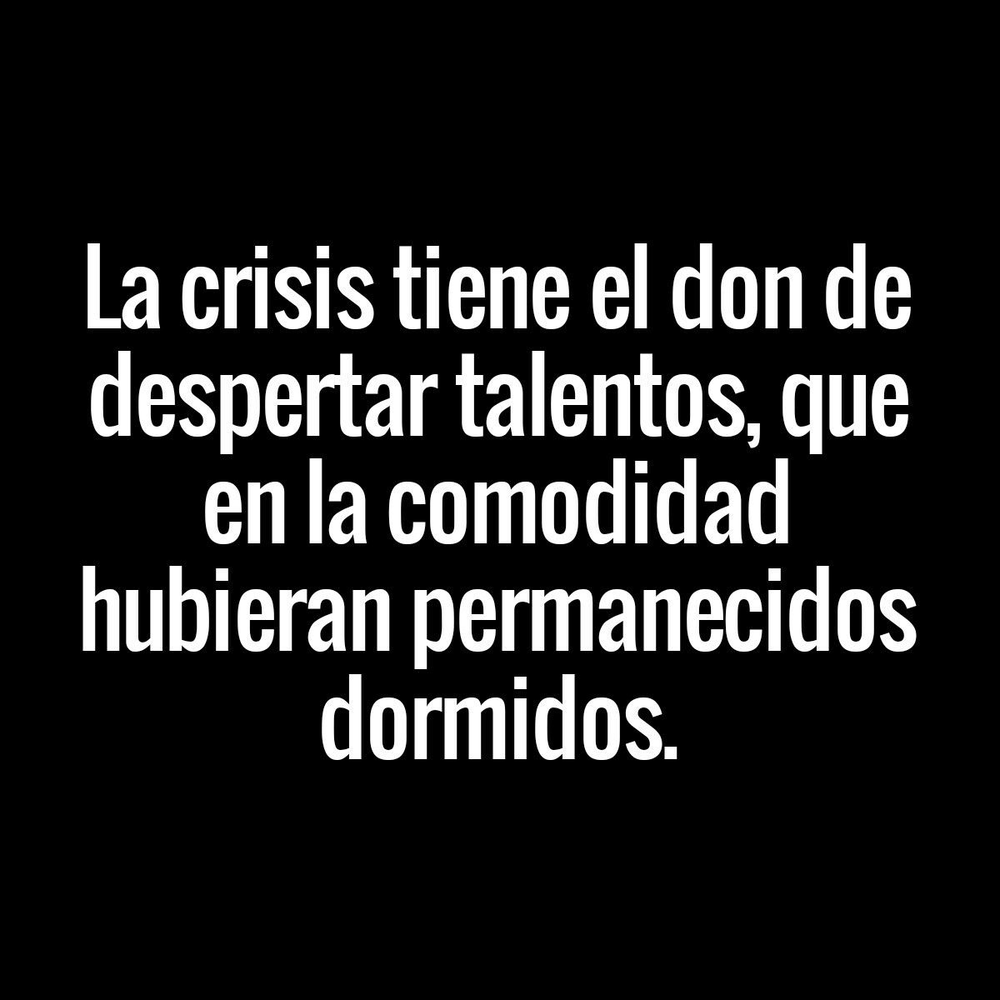 La crisis tiene el don de
despertar talentos, que
en la comodidad
hubieran permanecidos
dormidos.